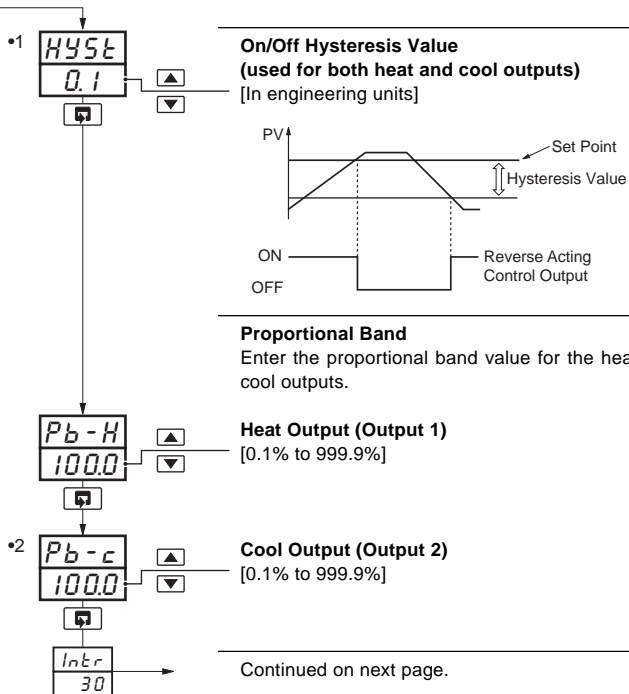 •1
HYSt
0.1
On/Off Hysteresis Value
(used for both heat and cool outputs)
[In engineering units]
PV
Set Point
Hysteresis Value
ON
OFF
Reverse Acting
Control Output
Proportional Band
Enter the proportional band value for the hea
cool outputs.
Pb-H
100.0
Heat Output (Output 1)
[0.1% to 999.9%]
•2
Pb-c
100.0
Cool Output (Output 2)
[0.1% to 999.9%]
Intr
30
Continued on next page.